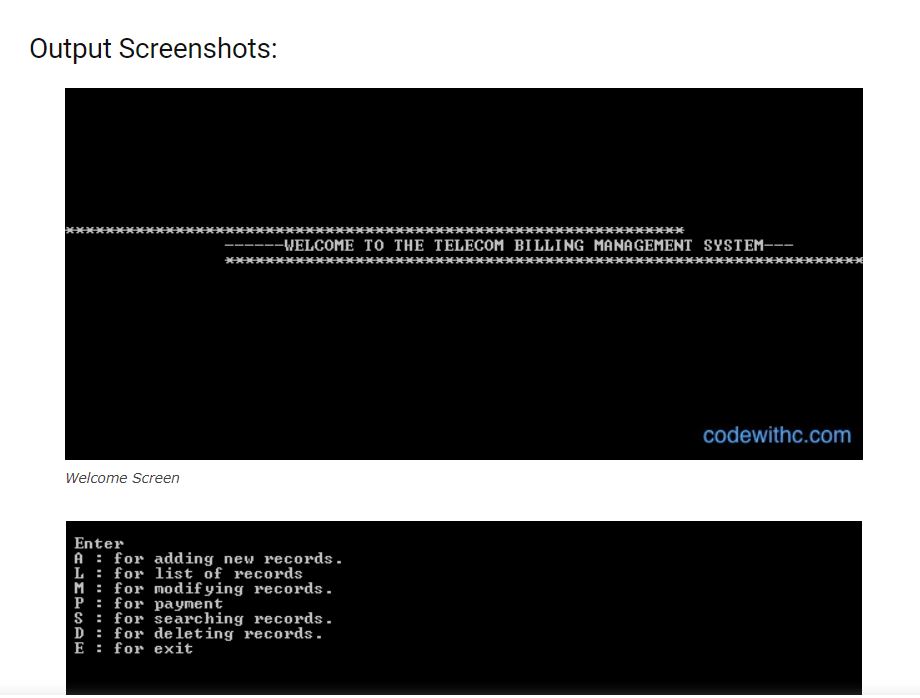 Output Screenshots:
**************************************************************
------WELCOME TO THE TELECOM BILLING MANAGEMENT SYSTEM---
****************************************************************
codewithc.com
Welcome Screen
Enter
A : for adding new records.
L : for list of records
M : for modifying records.
P : for payment
S : for searching records.
D : for deleting records.
E : for exit